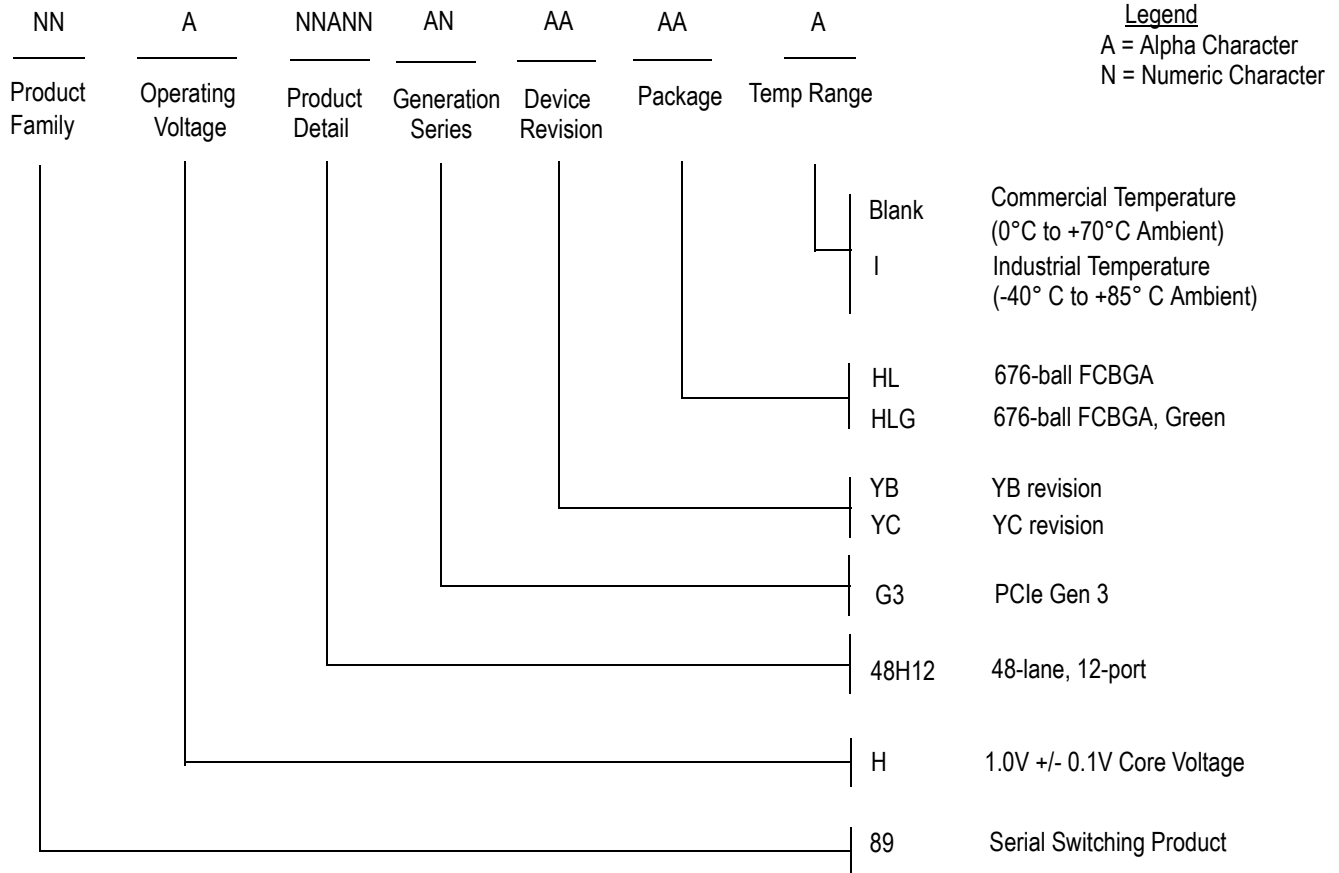 NN A NNANN AN AA AA A
Legend
A = Alpha Character
N = Numeric Character
Product Family
Operating Voltage
Product Detail
Generation Series
Device Revision
Package
Temp Range
Blank Commercial Temperature
(0°C to +70°C Ambient)
I Industrial Temperature
(-40° C to +85° C Ambient)
HL 676-ball FCBGA
HLG 676-ball FCBGA, Green
YB YB revision
YC YC revision
G3 PCIe Gen 3
48H12 48-lane, 12-port
H 1.0V +/- 0.1V Core Voltage
89 Serial Switching Product